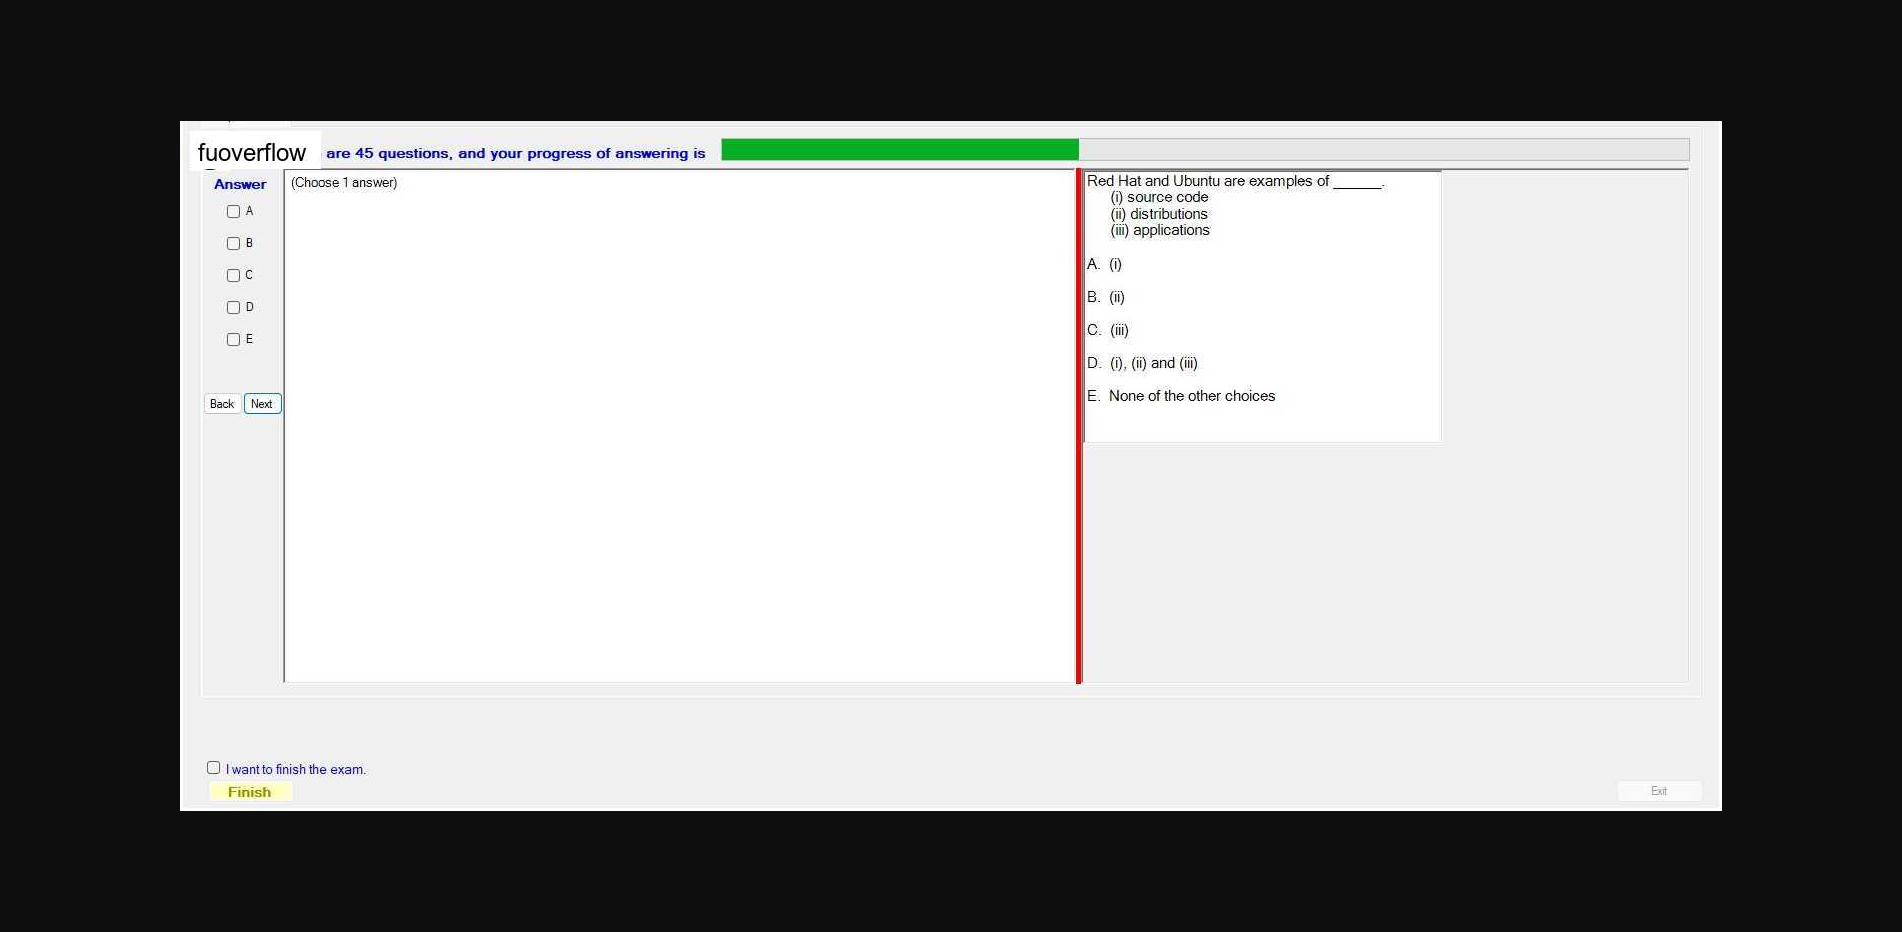 fuoverflow are 45 questions, and your progress of answering is
Answer
(Choose 1 answer)
A
B
C
D
E
Back Next
Red Hat and Ubuntu are examples of ______.
(i) source code
(ii) distributions
(iii) applications
A. (i)
B. (ii)
C. (iii)
D. (i), (ii) and (iii)
E. None of the other choices
I want to finish the exam.
Finish
Exit